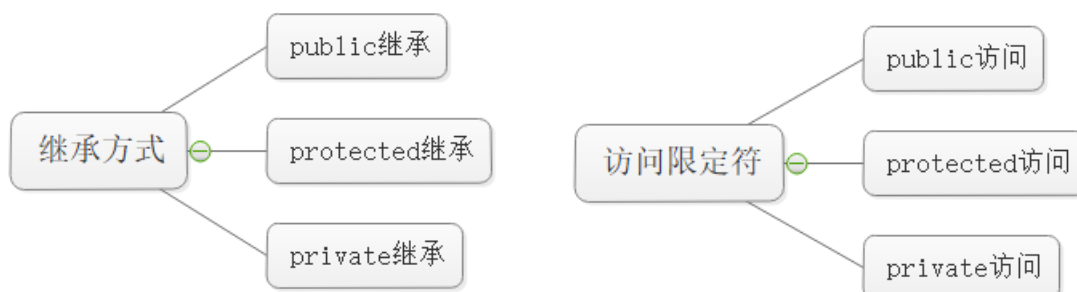 继承方式
public继承
protected继承
private继承
访问限定符
public访问
protected访问
private访问